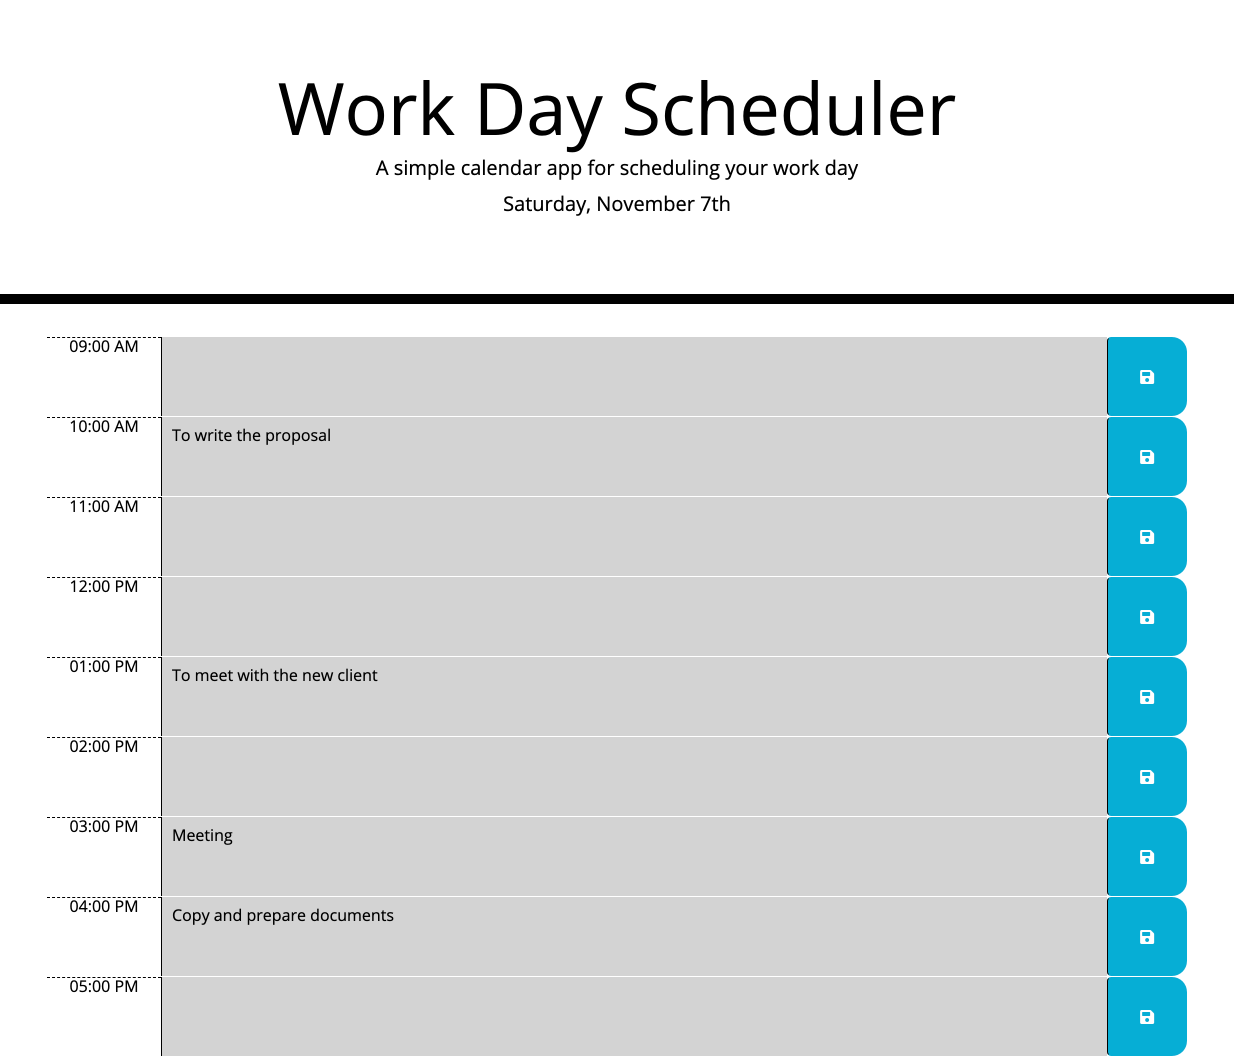 Work Day Scheduler
A simple calendar app for scheduling your work day
Saturday, November 7th
09:00 AM
10:00 AM
To write the proposal
11:00 AM
12:00 PM
01:00 PM
To meet with the new client
02:00 PM
03:00 PM
Meeting
04:00 PM
Copy and prepare documents
05:00 PM